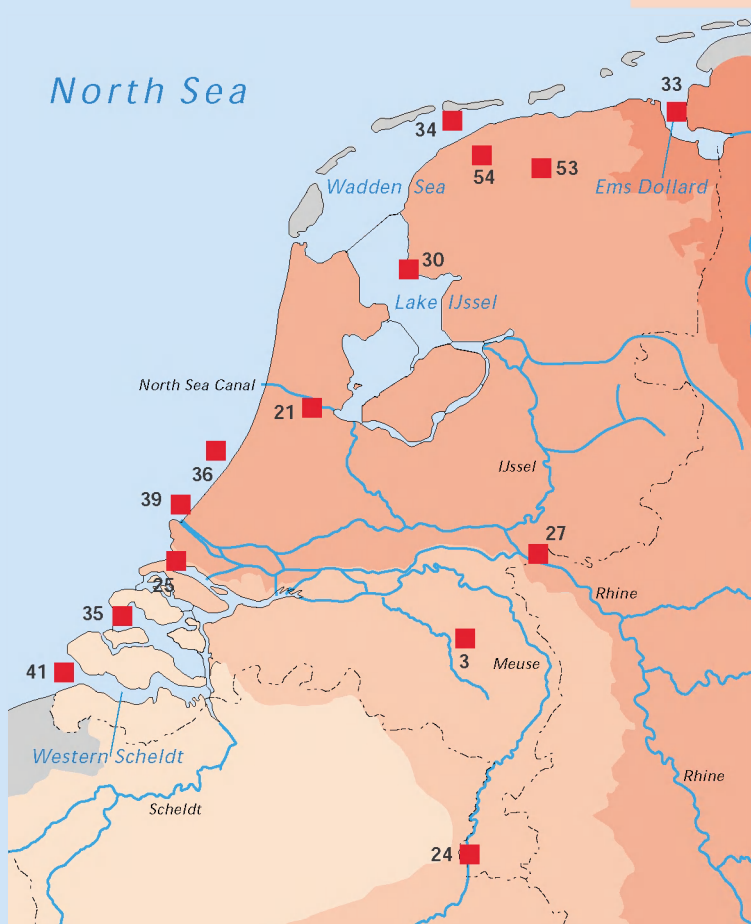 North Sea
33
34
54
53
Wadden Sea
Ems Dollard
30
Lake IJssel
North Sea Canal
21
36
IJssel
39
27
25
Rhine
35
3
Meuse
41
Western Scheldt
Rhine
Scheldt
24